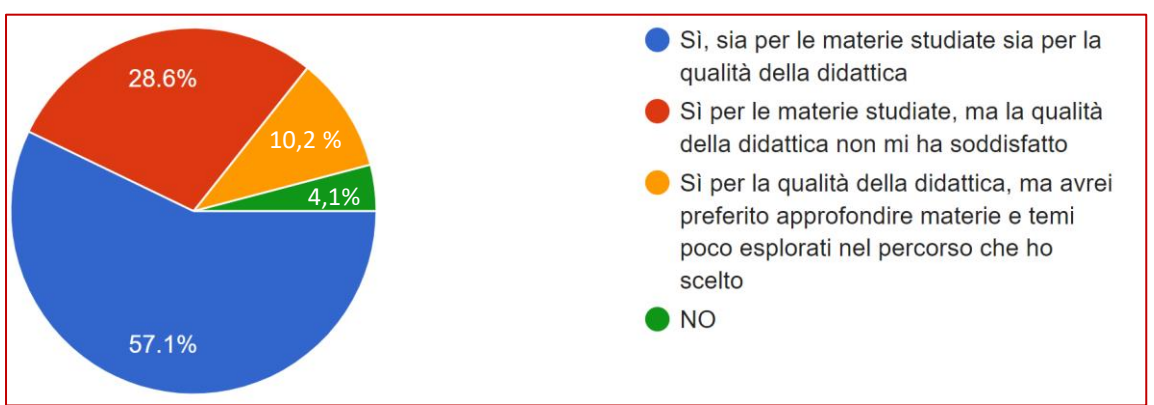 28.6%
10,2 %
4,1%
57.1%
Sì, sia per le materie studiate sia per la
qualità della didattica
Sì per le materie studiate, ma la qualità
della didattica non mi ha soddisfatto
Sì per la qualità della didattica, ma avrei
preferito approfondire materie e temi
poco esplorati nel percorso che ho
scelto
NO